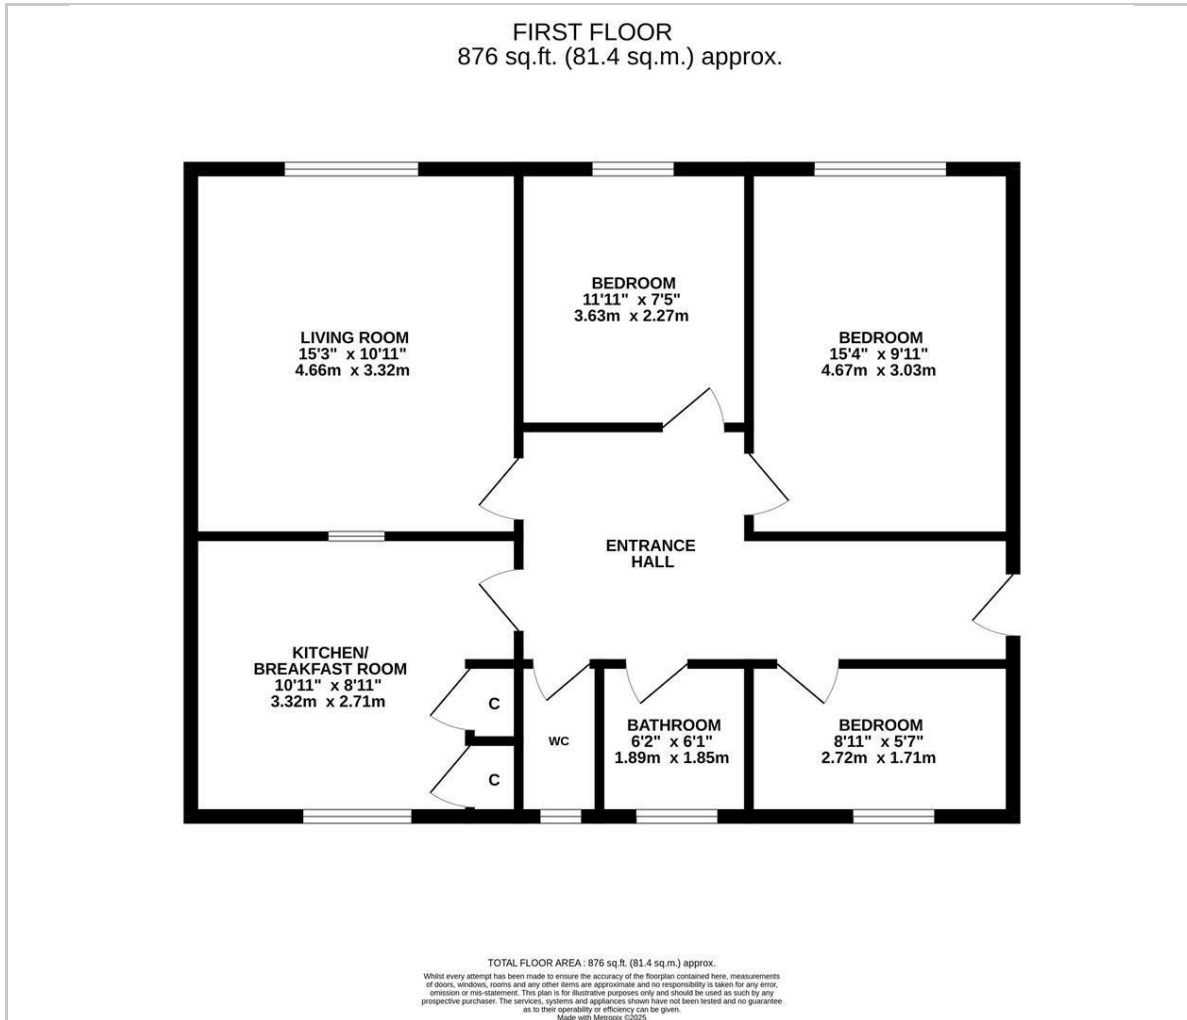 FIRST FLOOR
876 sq.ft. (81.4 sq.m.) approx.
BEDROOM
11'11" x 7'5"
3.63m x 2.27m
LIVING ROOM
15'3" x 10'11"
4.66m x 3.32m
BEDROOM
15'4" x 9'11"
4.67m x 3.03m
ENTRANCE
HALL
KITCHEN/
BREAKFAST ROOM
10'11" x 8'11"
3.32m x 2.71m
C
C
WC
BATHROOM
6'2" x 6'1"
1.89m x 1.85m
BEDROOM
8'11" x 5'7"
2.72m x 1.71m
TOTAL FLOOR AREA : 876 sq.ft. (81.4 sq.m.) approx.
Whilst every attempt has been made to ensure the accuracy of the floorplan contained here, measurements
of doors, windows, rooms and any other items are approximate and no responsibility is taken for any error,
omission or mis-statement. This plan is for illustrative purposes only and should be used as such by any
prospective purchaser. The services, systems and appliances shown have not been tested and no guarantee
as to their operability or efficiency can be given.
Made with Metropix ©2025